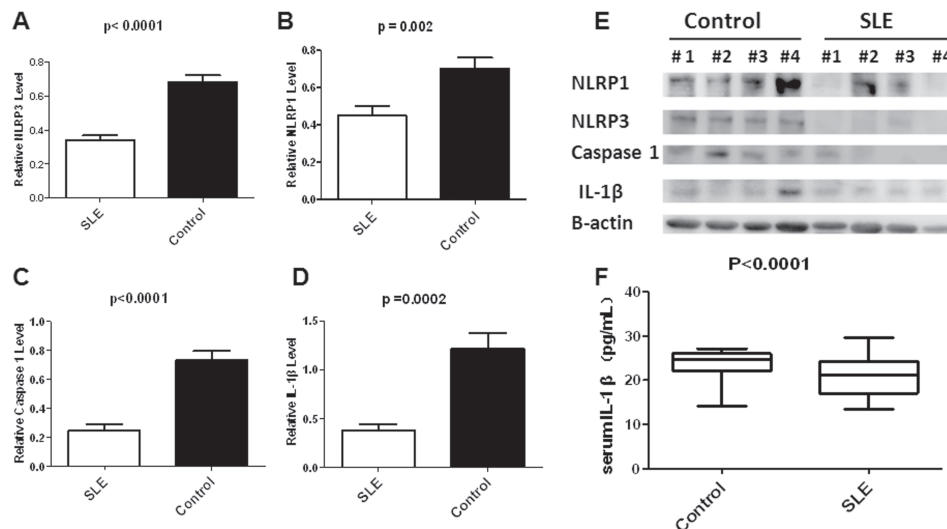 A
p< 0.0001
Relative NLRP3 Level
0.8
0.6
0.4
0.2
0.0
SLE
Control
B
p = 0.002
Relative NLRP1 Level
0.8
0.6
0.4
0.2
0.0
SLE
Control
E
Control
SLE
#1 #2 #3 #4 #1 #2 #3 #4
NLRP1
NLRP3
Caspase 1
IL-1β
B-actin
C
p<0.0001
Relative Caspase 1 Level
1.0
0.8
0.6
0.4
0.2
0.0
SLE
Control
D
p =0.0002
Relative IL-1β Level
1.5
1.0
0.5
0.0
SLE
Control
F
P<0.0001
serumIL-1 β (pg/mL)
40
30
20
10
0
Control
SLE